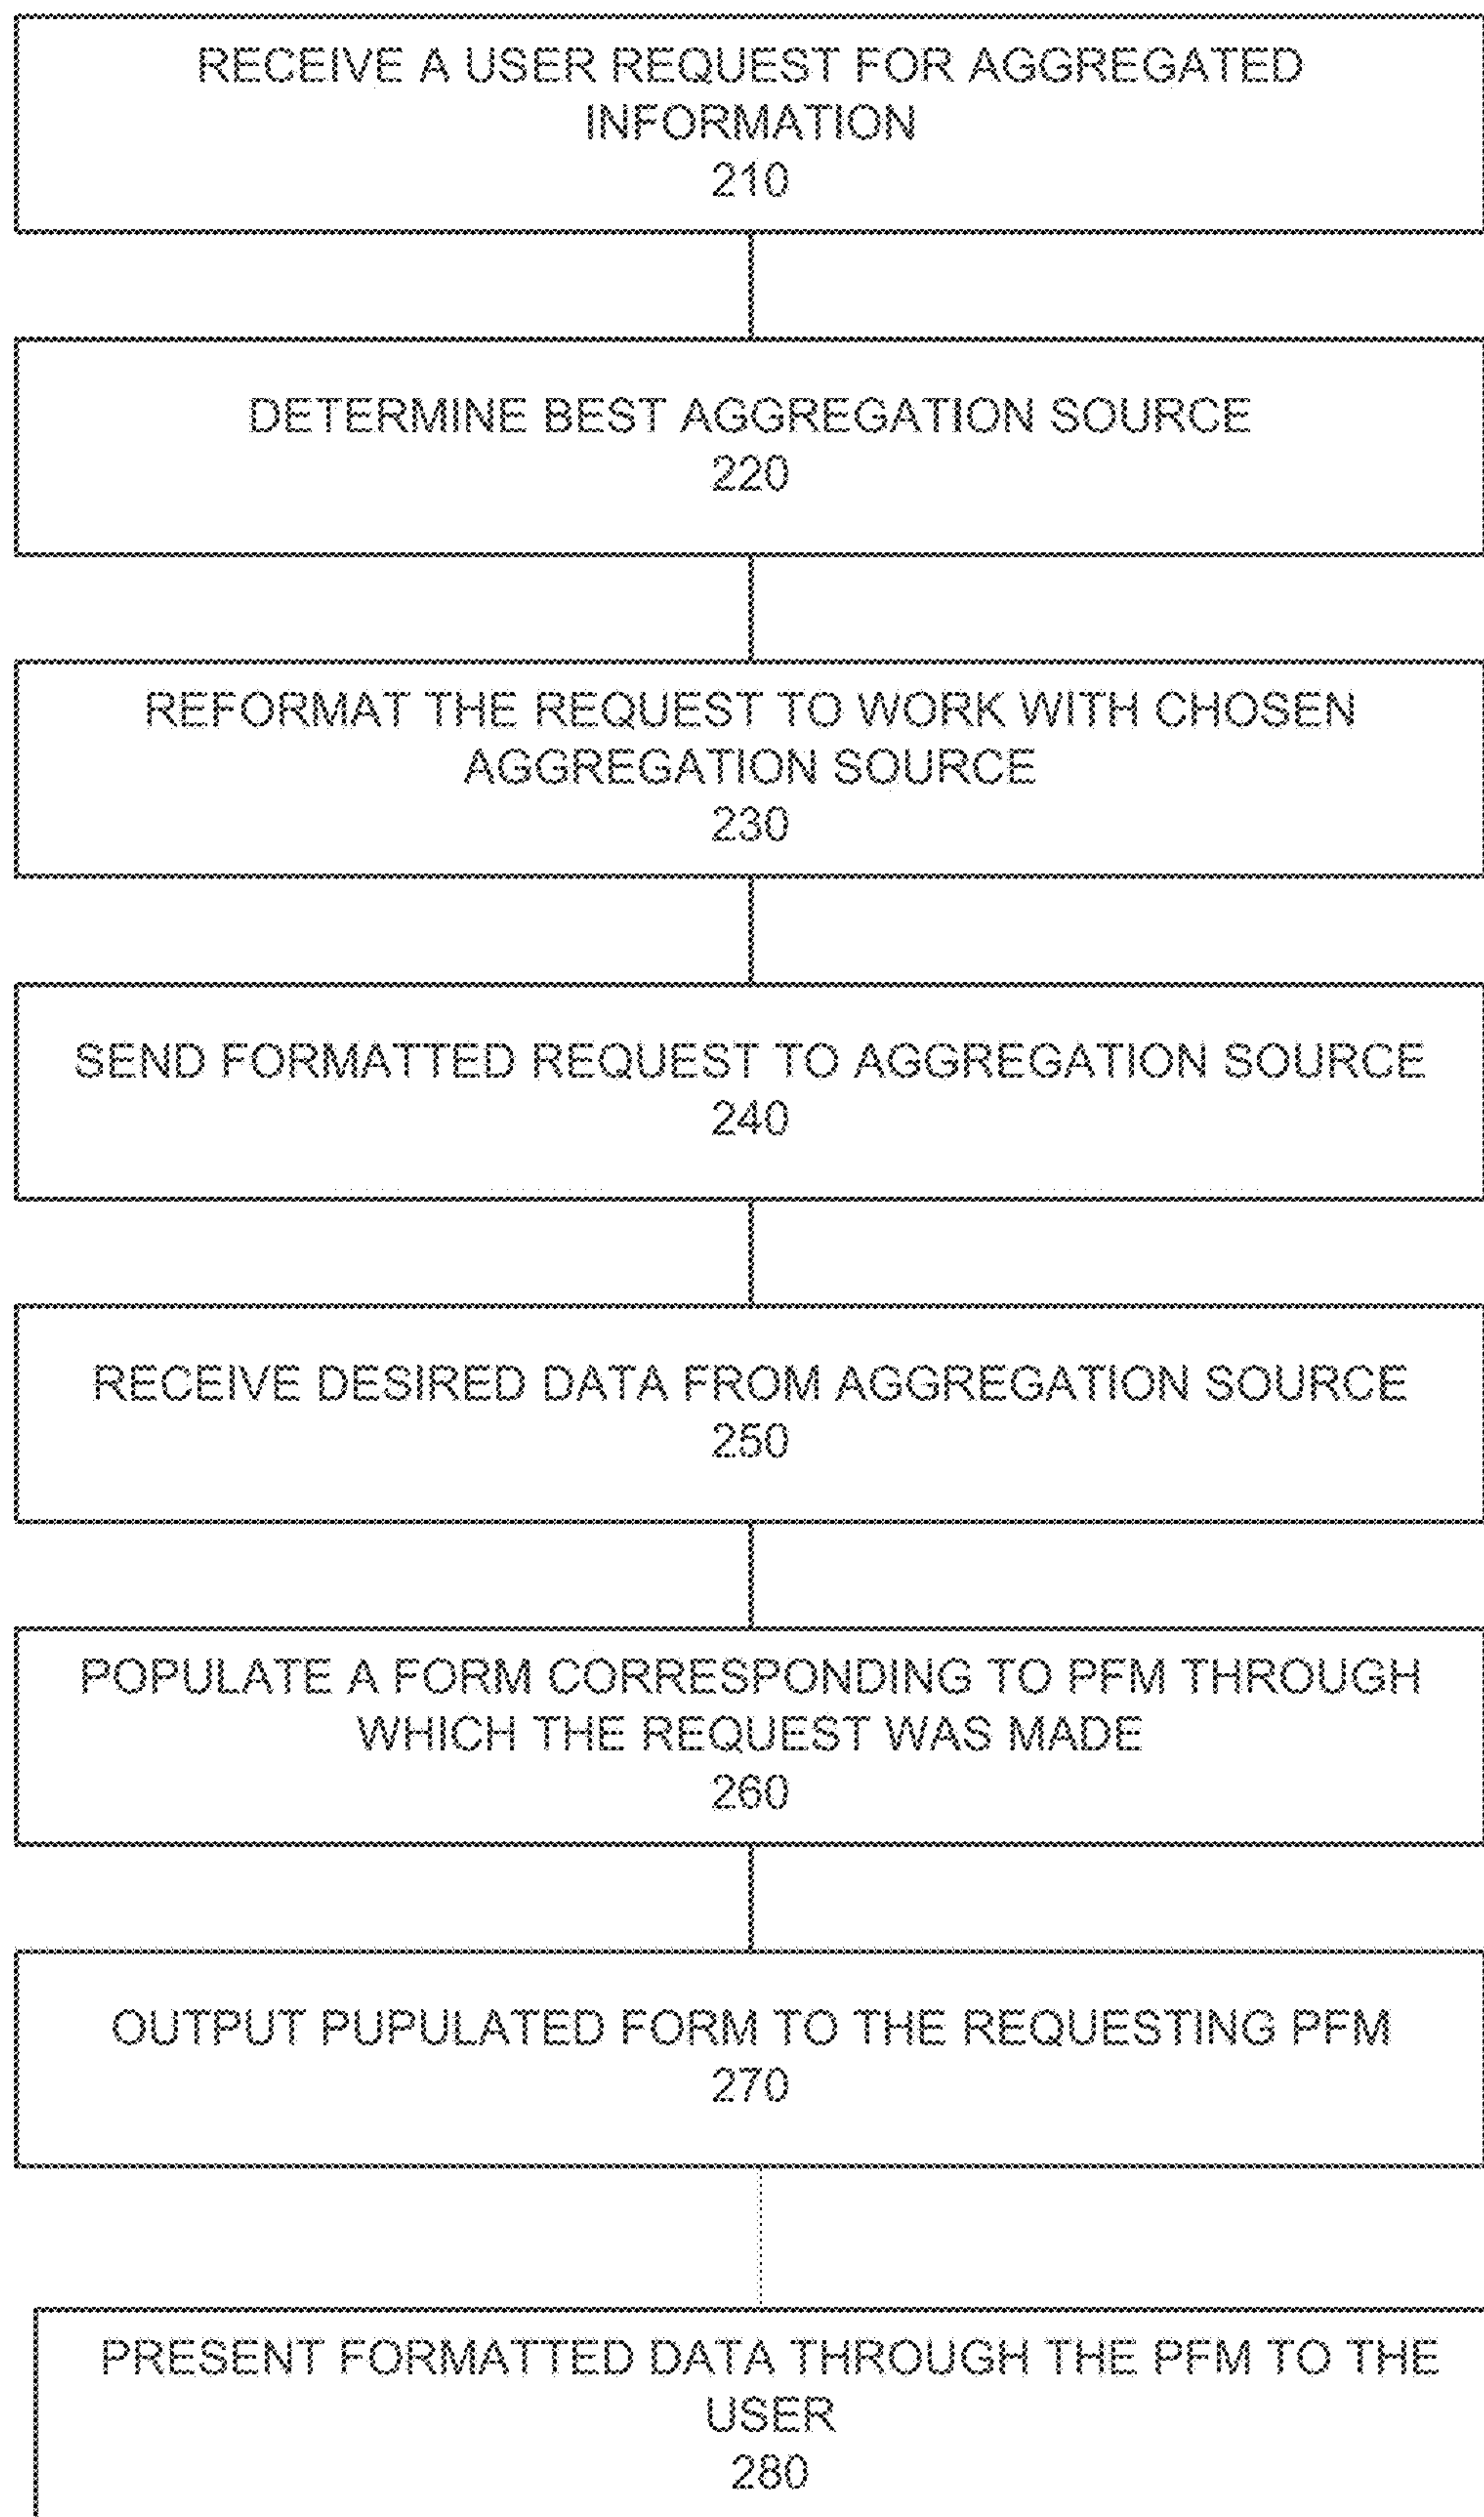 RECEIVE A USER REQUEST FOR AGGREGATED
INFORMATION
210
DETERMINE BEST AGGREGATION SOURCE
220
REFORMAT THE REQUEST TO WORK WITH CHOSEN
AGGREGATION SOURCE
230
SEND FORMATTED REQUEST TO AGGREGATION SOURCE
240
RECEIVE DESIRED DATA FROM AGGREGATION SOURCE
250
POPULATE A FORM CORRESPONDING TO PFM THROUGH
WHICH THE REQUEST WAS MADE
260
OUTPUT PUPULATED FORM TO THE REQUESTING PFM
270
PRESENT FORMATTED DATA THROUGH THE PFM TO THE
USER
280